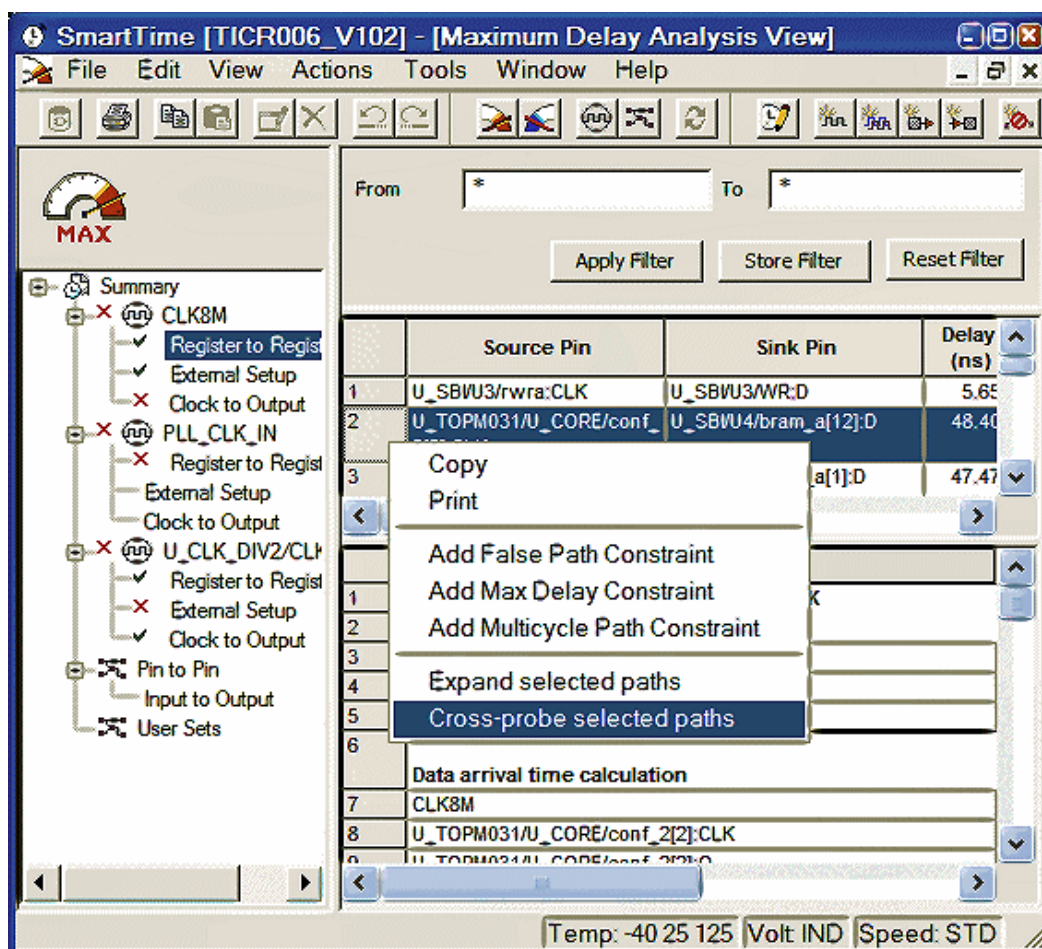 SmartTime [TICR006_V102] - [Maximum Delay Analysis View]
File Edit View Actions Tools Window Help
MAX
From * To *
Apply Filter Store Filter Reset Filter
Summary
CLK8M
Register to Regist
External Setup
Clock to Output
PLL_CLK_IN
Register to Regist
External Setup
Clock to Output
U_CLK_DIV2/CLK
Register to Regist
External Setup
Clock to Output
Pin to Pin
Input to Output
User Sets
Source Pin Sink Pin Delay (ns)
1 U_SBI/U3/rwra:CLK U_SBI/U3/WR:D 5.65
2 U_TOPM031/U_CORE/conf_ U_SBI/U4/bram_a[12]:D 48.40
3 _a[1]:D 47.47
Copy
Print
Add False Path Constraint
Add Max Delay Constraint
Add Multicycle Path Constraint
Expand selected paths
Cross-probe selected paths
1 K
2
3
4
5
6
Data arrival time calculation
7 CLK8M
8 U_TOPM031/U_CORE/conf_2[2]:CLK
9 U_TOPM031/U_CORE/conf_2[2]:Q
Temp: -40 25 125 Volt IND Speed: STD